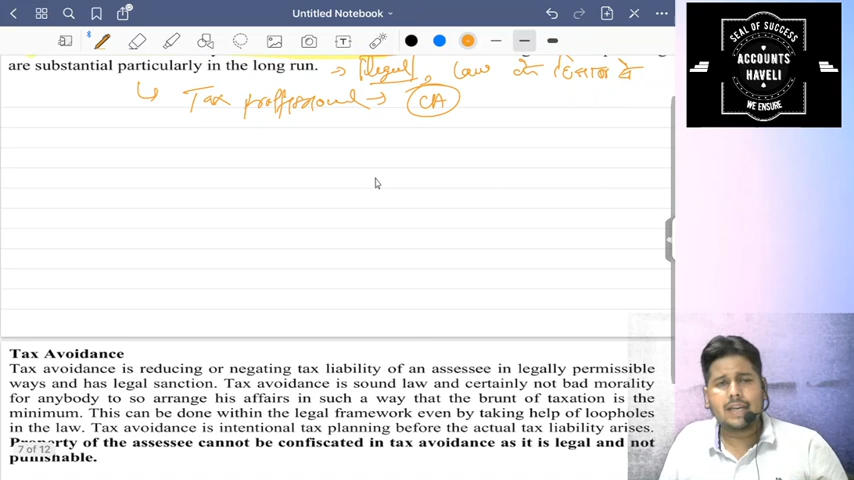 Untitled Notebook
are substantial particularly in the long run. → illegal, law के हिसाब से
↳ Tax proffessional → CA
Tax Avoidance
Tax avoidance is reducing or negating tax liability of an assessee in legally permissible
ways and has legal sanction. Tax avoidance is sound law and certainly not bad morality
for anybody to so arrange his affairs in such a way that the brunt of taxation is the
minimum. This can be done within the legal framework even by taking help of loopholes
in the law. Tax avoidance is intentional tax planning before the actual tax liability arises.
Property of the assessee cannot be confiscated in tax avoidance as it is legal and not
7 of 12
punishable.
SEAL OF SUCCESS
ACCOUNTS
HAVELI
WE ENSURE